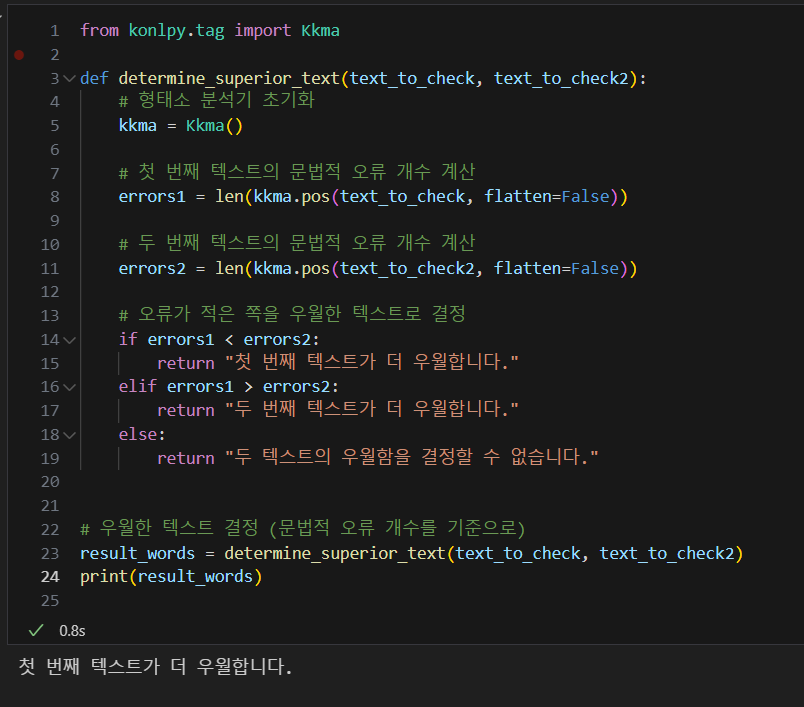 1 from konlpy.tag import Kkma
2
3 def determine_superior_text(text_to_check, text_to_check2):
4     # 형태소 분석기 초기화
5     kkma = Kkma()
6
7     # 첫 번째 텍스트의 문법적 오류 개수 계산
8     errors1 = len(kkma.pos(text_to_check, flatten=False))
9
10     # 두 번째 텍스트의 문법적 오류 개수 계산
11     errors2 = len(kkma.pos(text_to_check2, flatten=False))
12
13     # 오류가 적은 쪽을 우월한 텍스트로 결정
14     if errors1 < errors2:
15         return "첫 번째 텍스트가 더 우월합니다."
16     elif errors1 > errors2:
17         return "두 번째 텍스트가 더 우월합니다."
18     else:
19         return "두 텍스트의 우월함을 결정할 수 없습니다."
20
21
22 # 우월한 텍스트 결정 (문법적 오류 개수를 기준으로)
23 result_words = determine_superior_text(text_to_check, text_to_check2)
24 print(result_words)
25
0.8s
첫 번째 텍스트가 더 우월합니다.